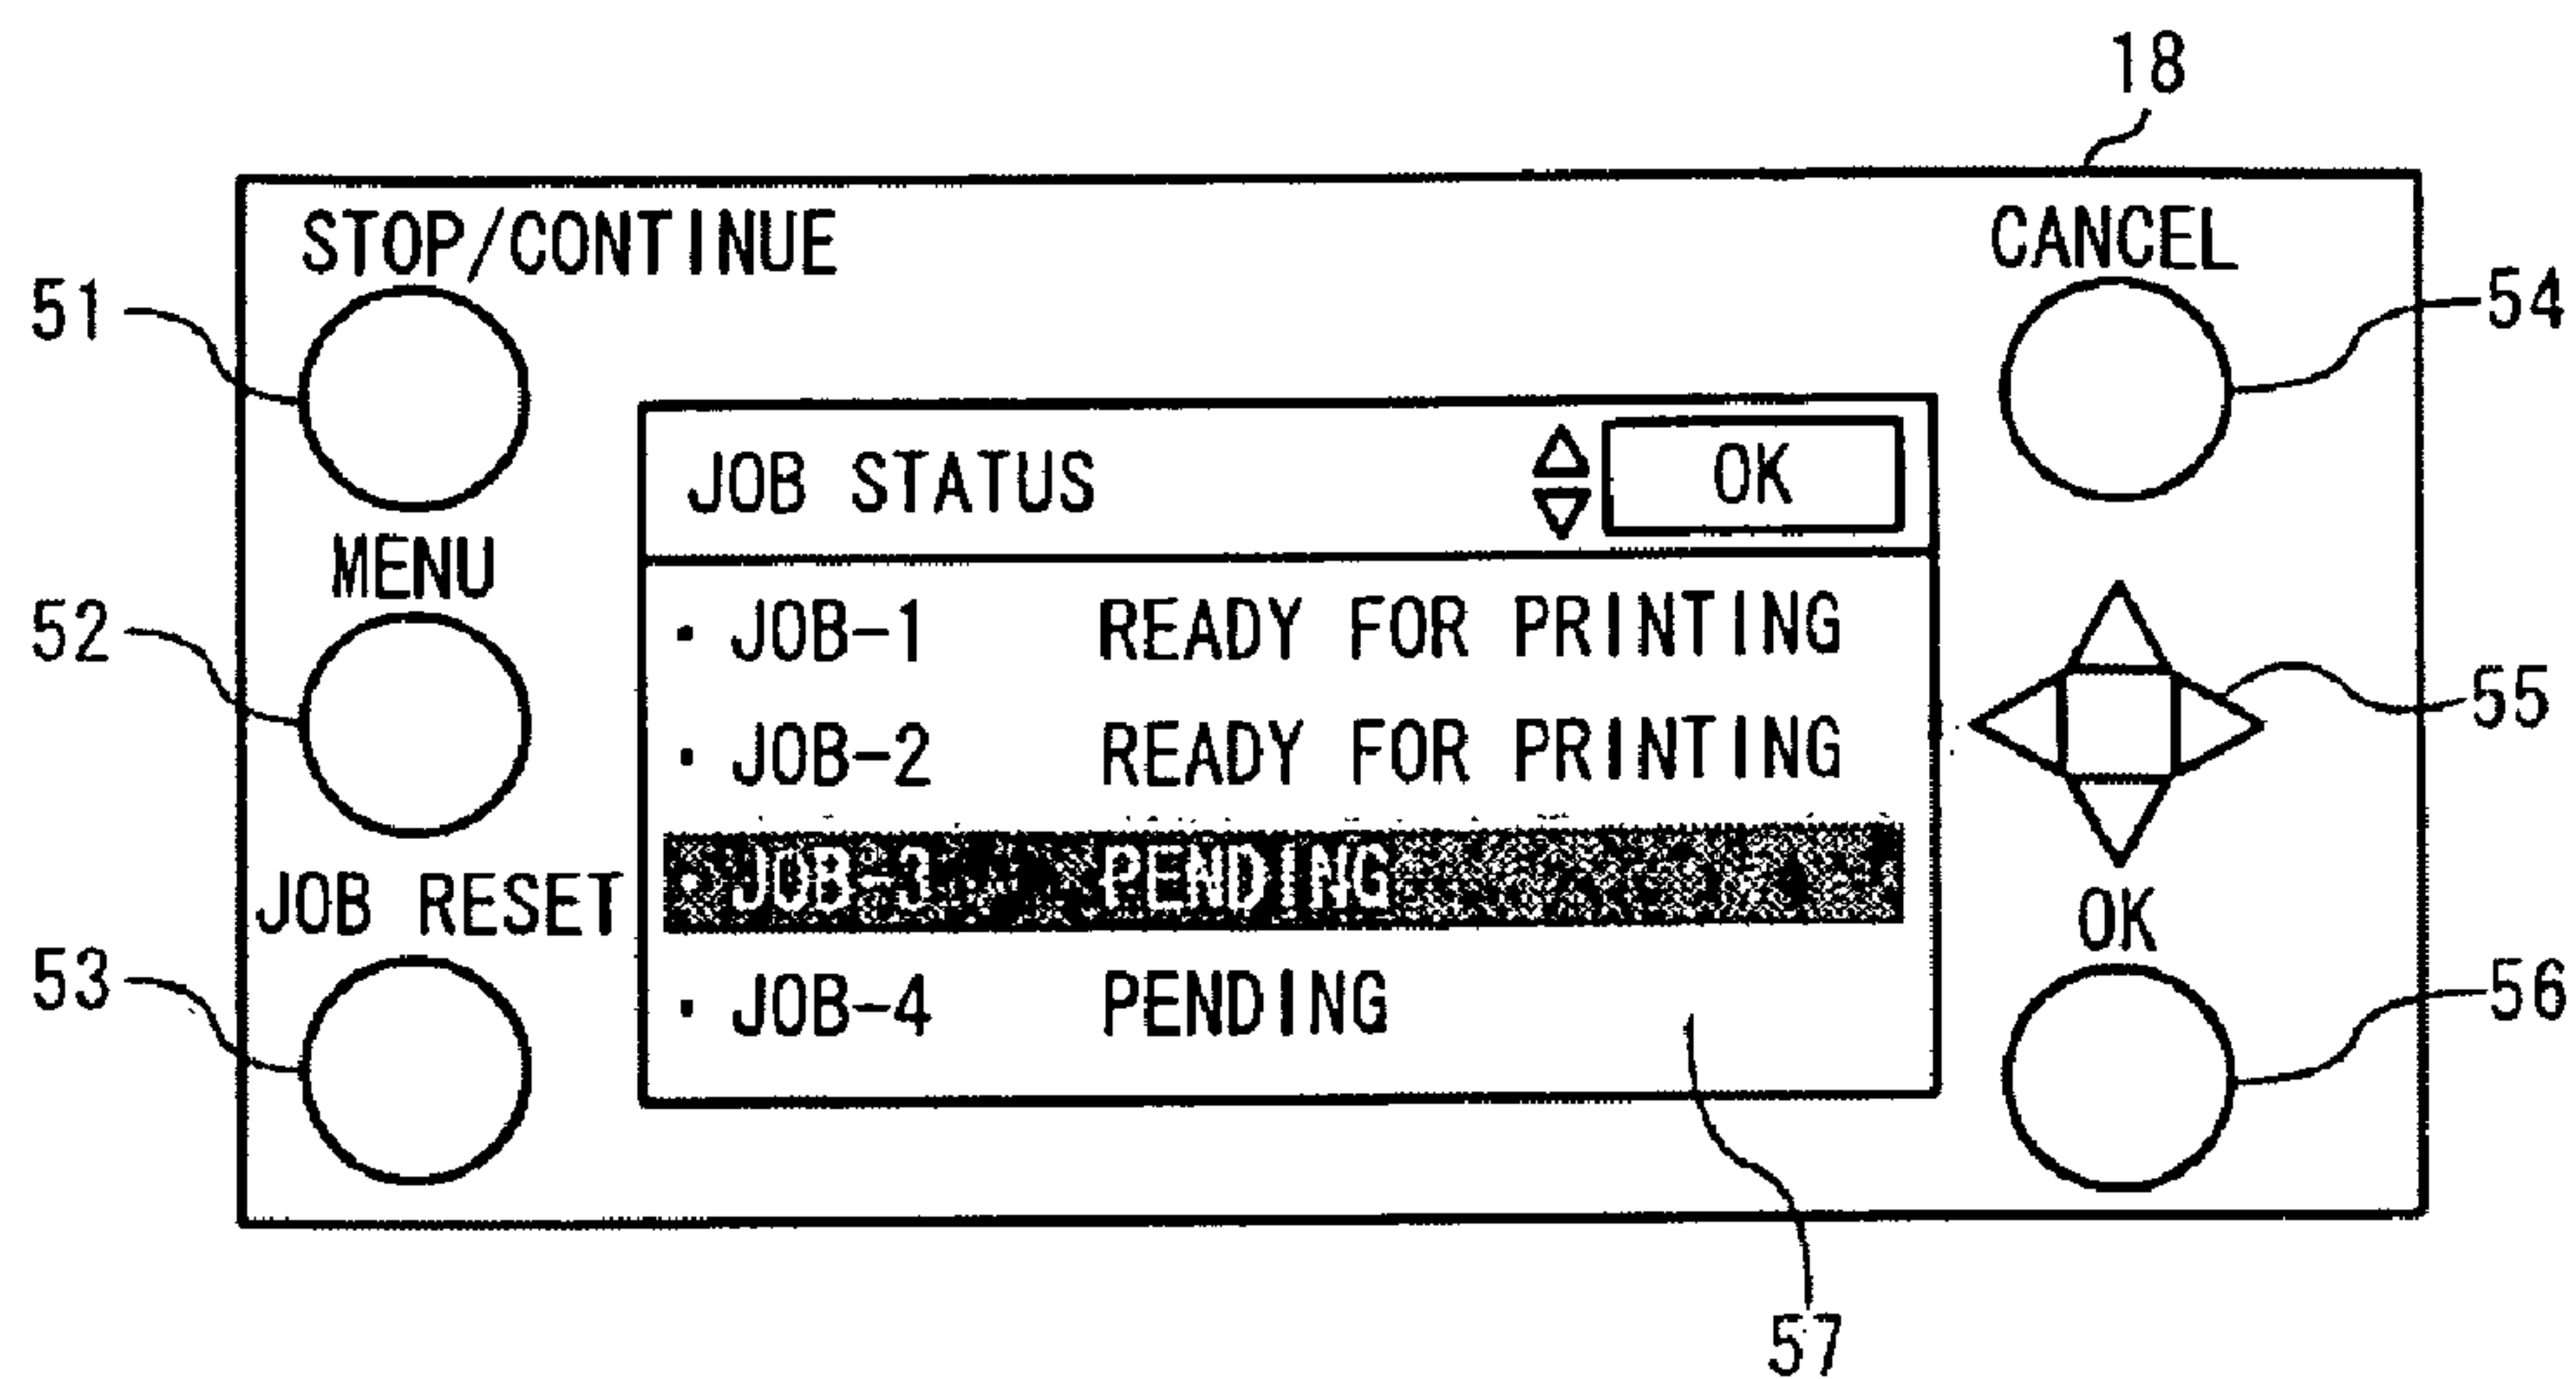 18
STOP/CONTINUE
CANCEL
51
54
JOB STATUS
OK
MENU
52
· JOB-1 READY FOR PRINTING
55
· JOB-2 READY FOR PRINTING
· JOB-3 PENDING
JOB RESET
OK
53
56
· JOB-4 PENDING
57